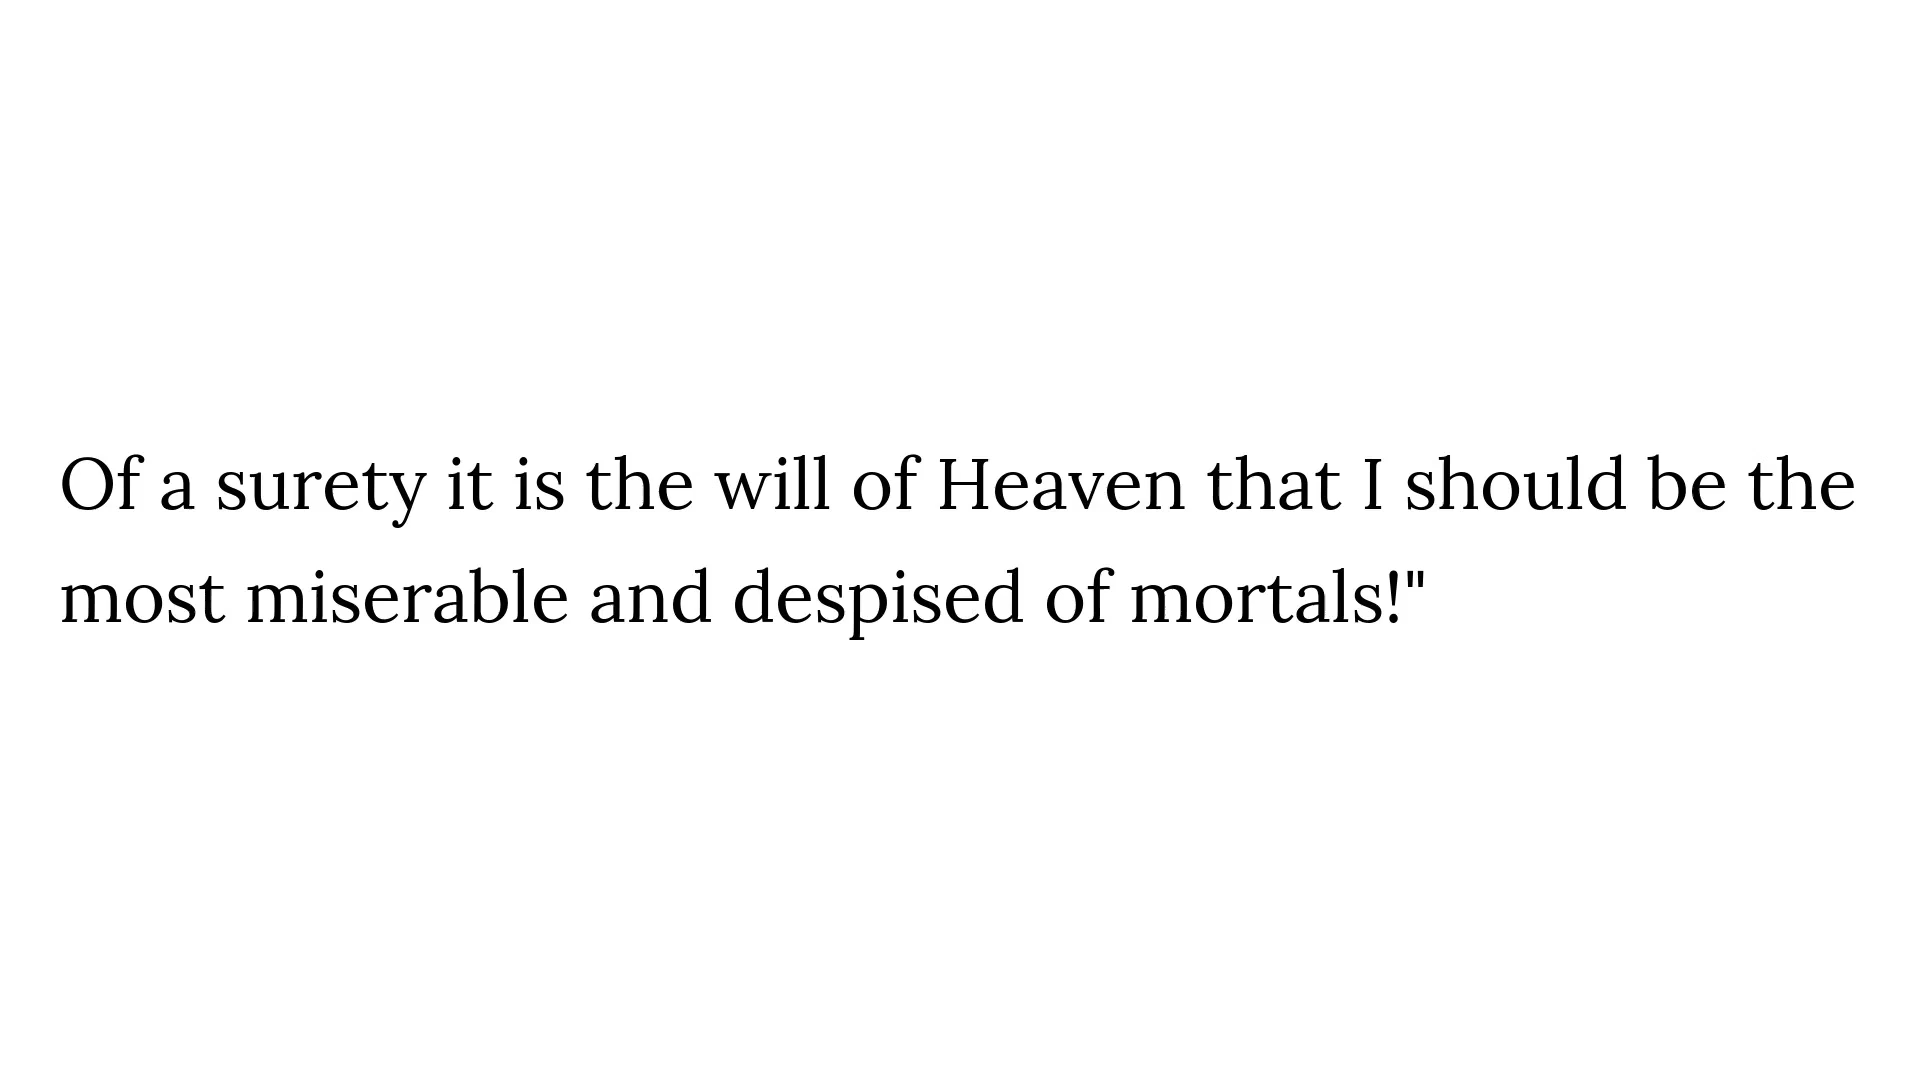 Of a surety it is the will of Heaven that I should be the
most miserable and despised of mortals!"